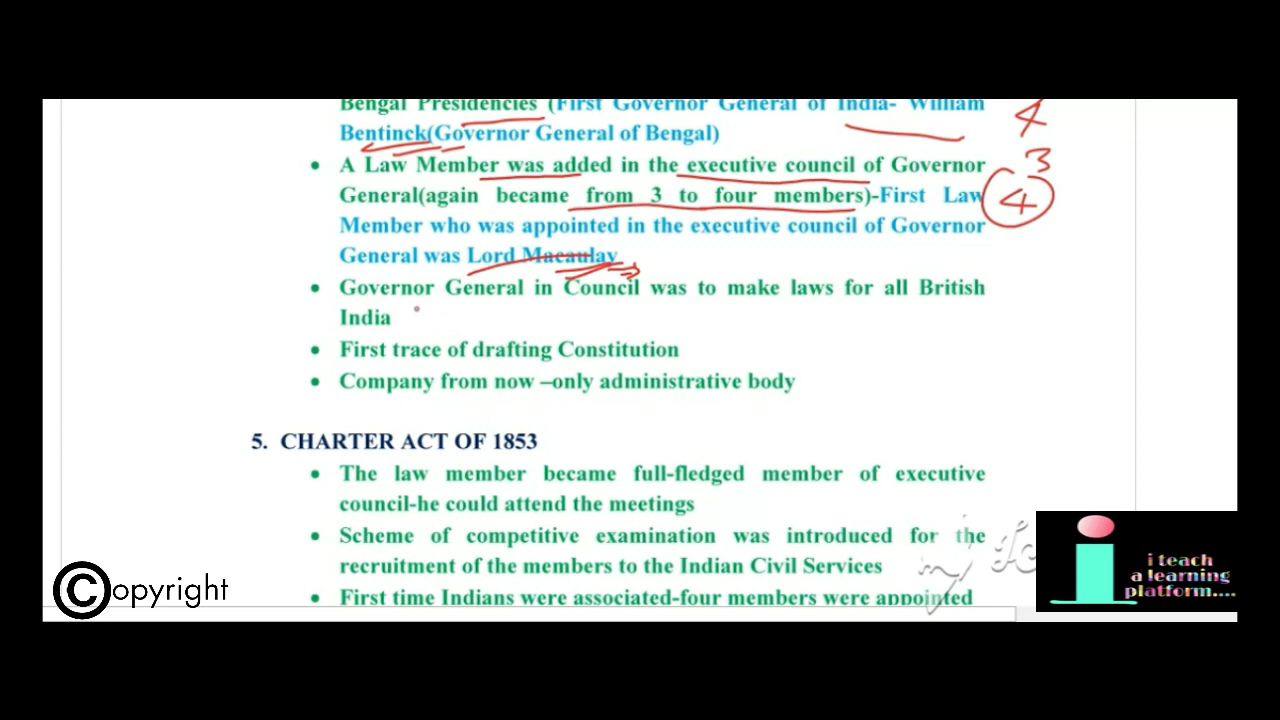 Bengal Presidencies (First Governor General of India- William
Bentinck(Governor General of Bengal)
• A Law Member was added in the executive council of Governor
General(again became from 3 to four members)-First Law
Member who was appointed in the executive council of Governor
General was Lord Macaulay
• Governor General in Council was to make laws for all British
India
• First trace of drafting Constitution
• Company from now –only administrative body
4
3
4
5. CHARTER ACT OF 1853
• The law member became full-fledged member of executive
council-he could attend the meetings
• Scheme of competitive examination was introduced for the
recruitment of the members to the Indian Civil Services
• First time Indians were associated-four members were appointed
Copyright
i teach
a learning
platform....